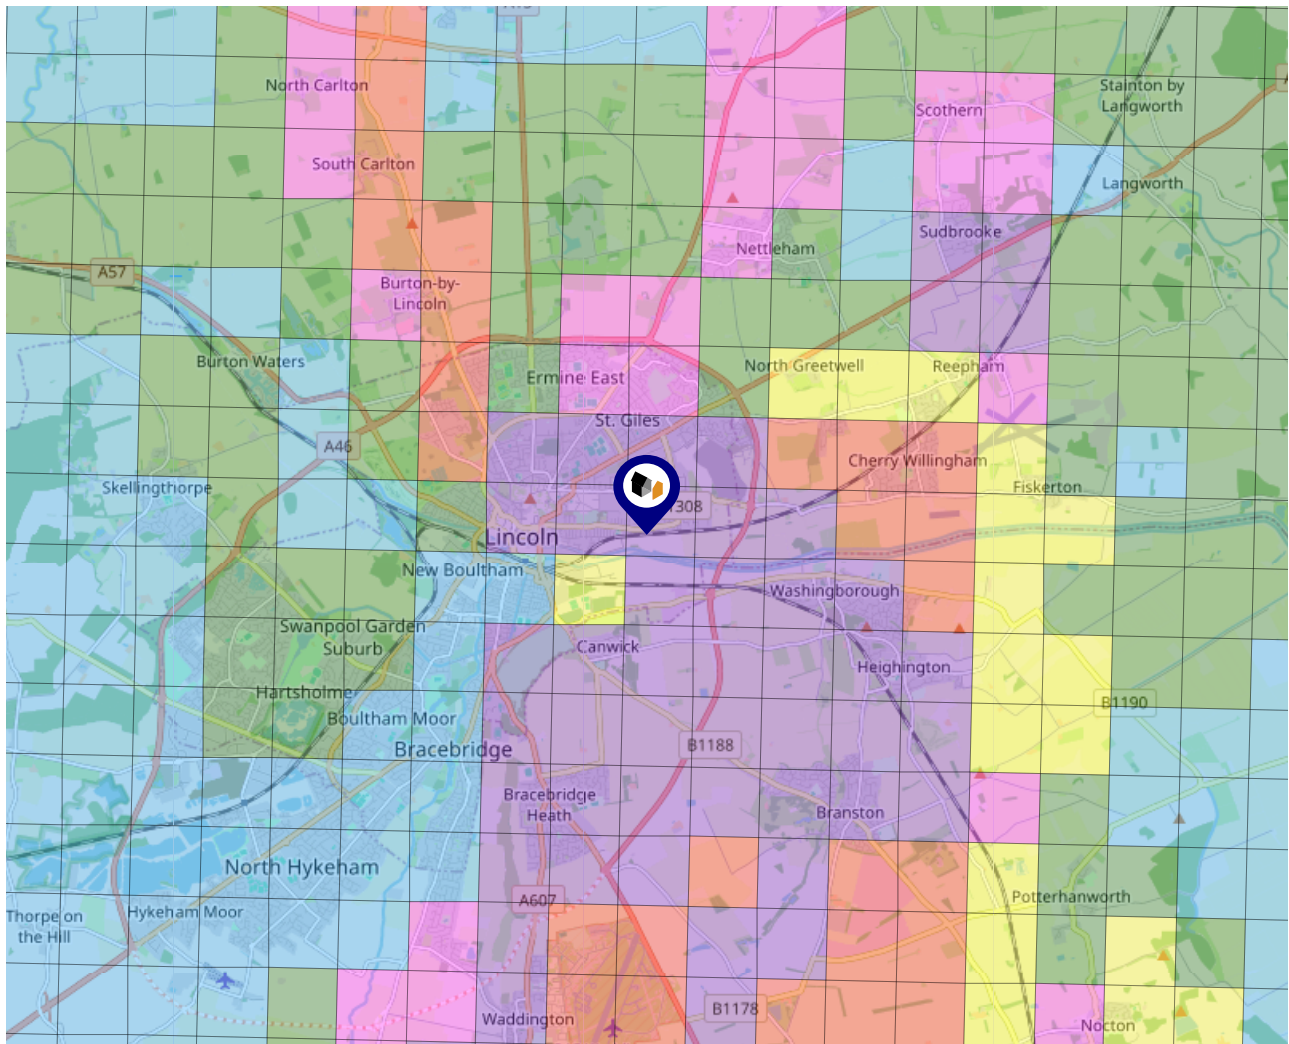 North Carlton
Stainton by
Langworth
Scothern
South Carlton
Langworth
Sudbrooke
Nettleham
A57
Burton-by-
Lincoln
Burton Waters
North Greetwell
Reepham
Ermine East
St. Giles
A46
Cherry Willingham
Skellingthorpe
Fiskerton
308
Lincoln
New Boultham
Washingborough
Swanpool Garden
Suburb
Canwick
Heighington
Hartsholme
B1190
Boultham Moor
Bracebridge
B1188
Bracebridge
Heath
Branston
North Hykeham
Potterhanworth
A607
Thorpe on
the Hill
Hykeham Moor
B1178
Waddington
Nocton